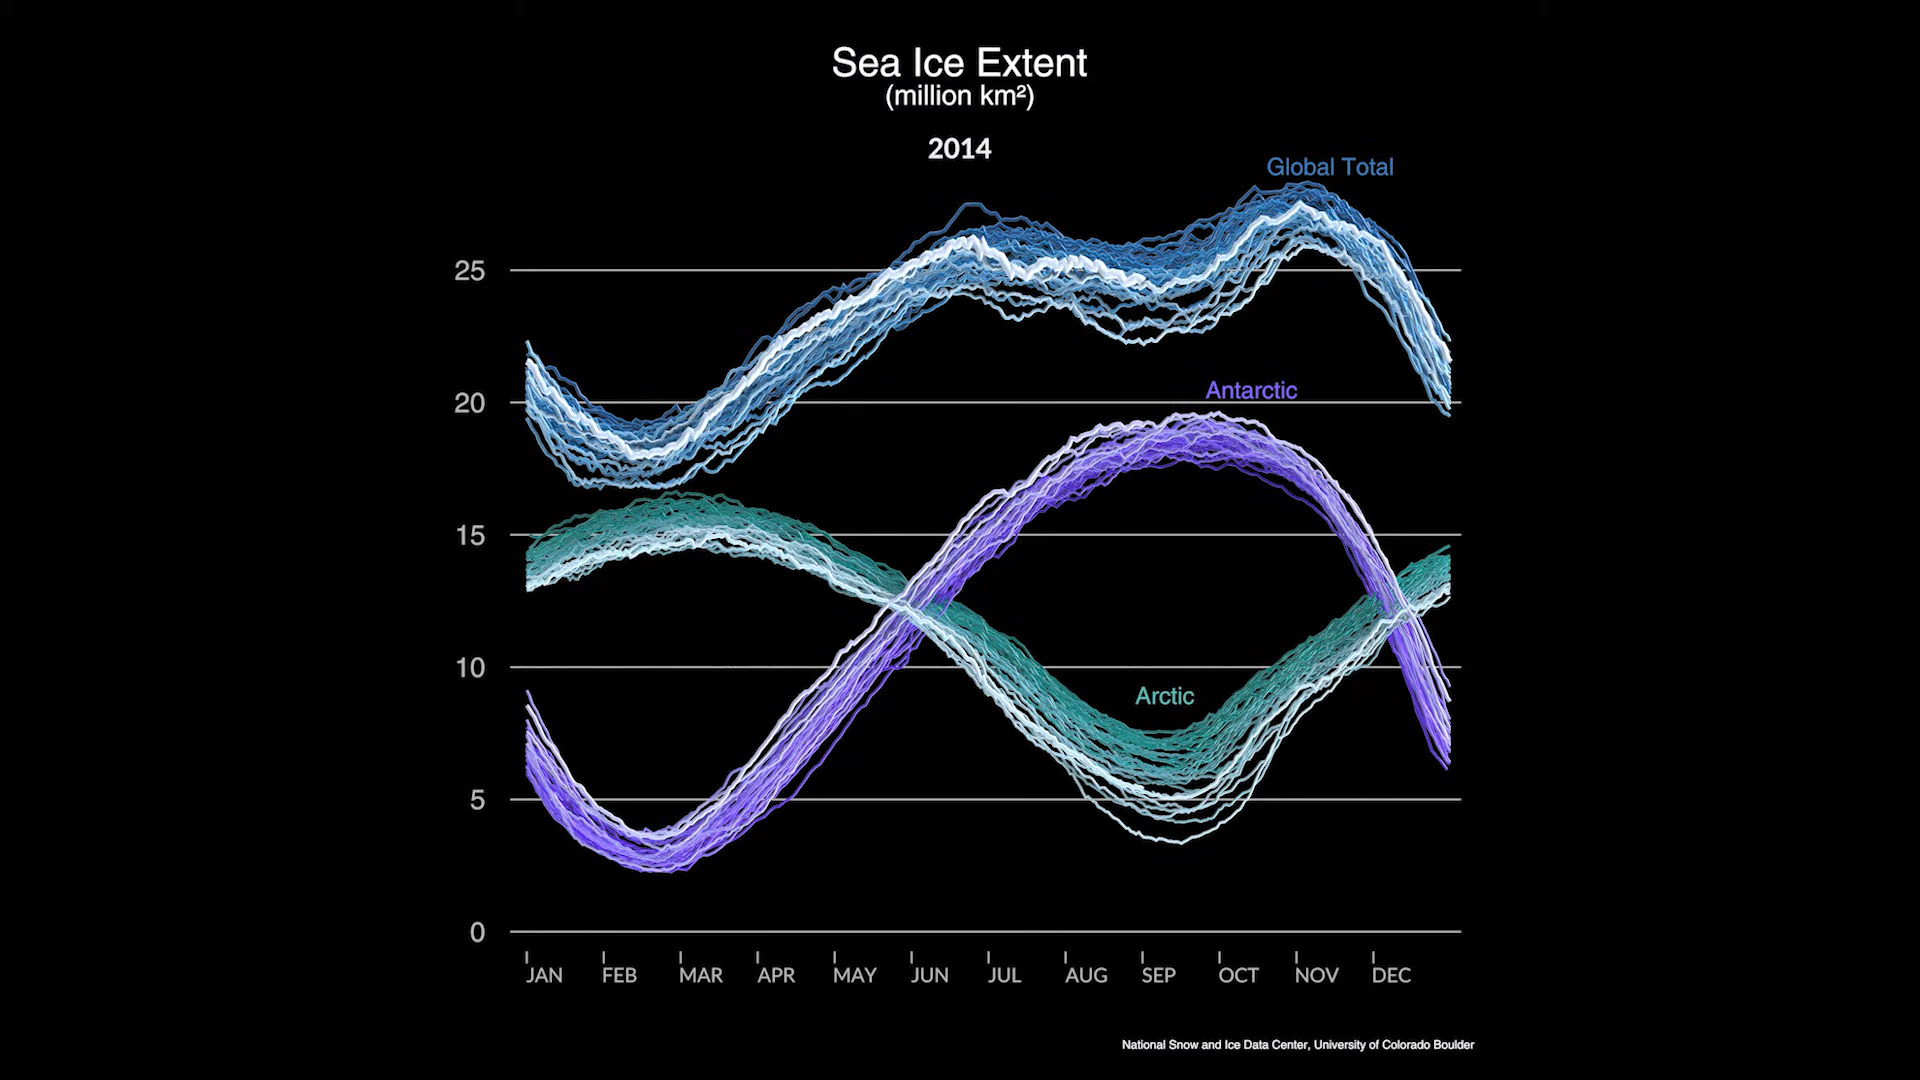 Sea Ice Extent
(million km²)
2014
Global Total
25
Antarctic
20
15
10
Arctic
5
0
JAN FEB MAR APR MAY JUN JUL AUG SEP OCT NOV DEC
National Snow and Ice Data Center, University of Colorado Boulder